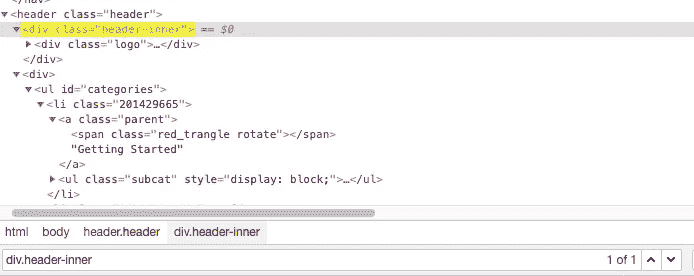 </nav>
▼<header class="header">
▼<div class="header-inner"> == $0
▶<div class="logo">…</div>
</div>
▼<div>
▼<ul id="categories">
▼<li class="201429665">
▼<a class="parent">
<span class="red_trangle rotate"></span>
"Getting Started"
</a>
▶<ul class="subcat" style="display: block;">…</ul>
</li>
html body header.header div.header-inner
div.header-inner 1 of 1